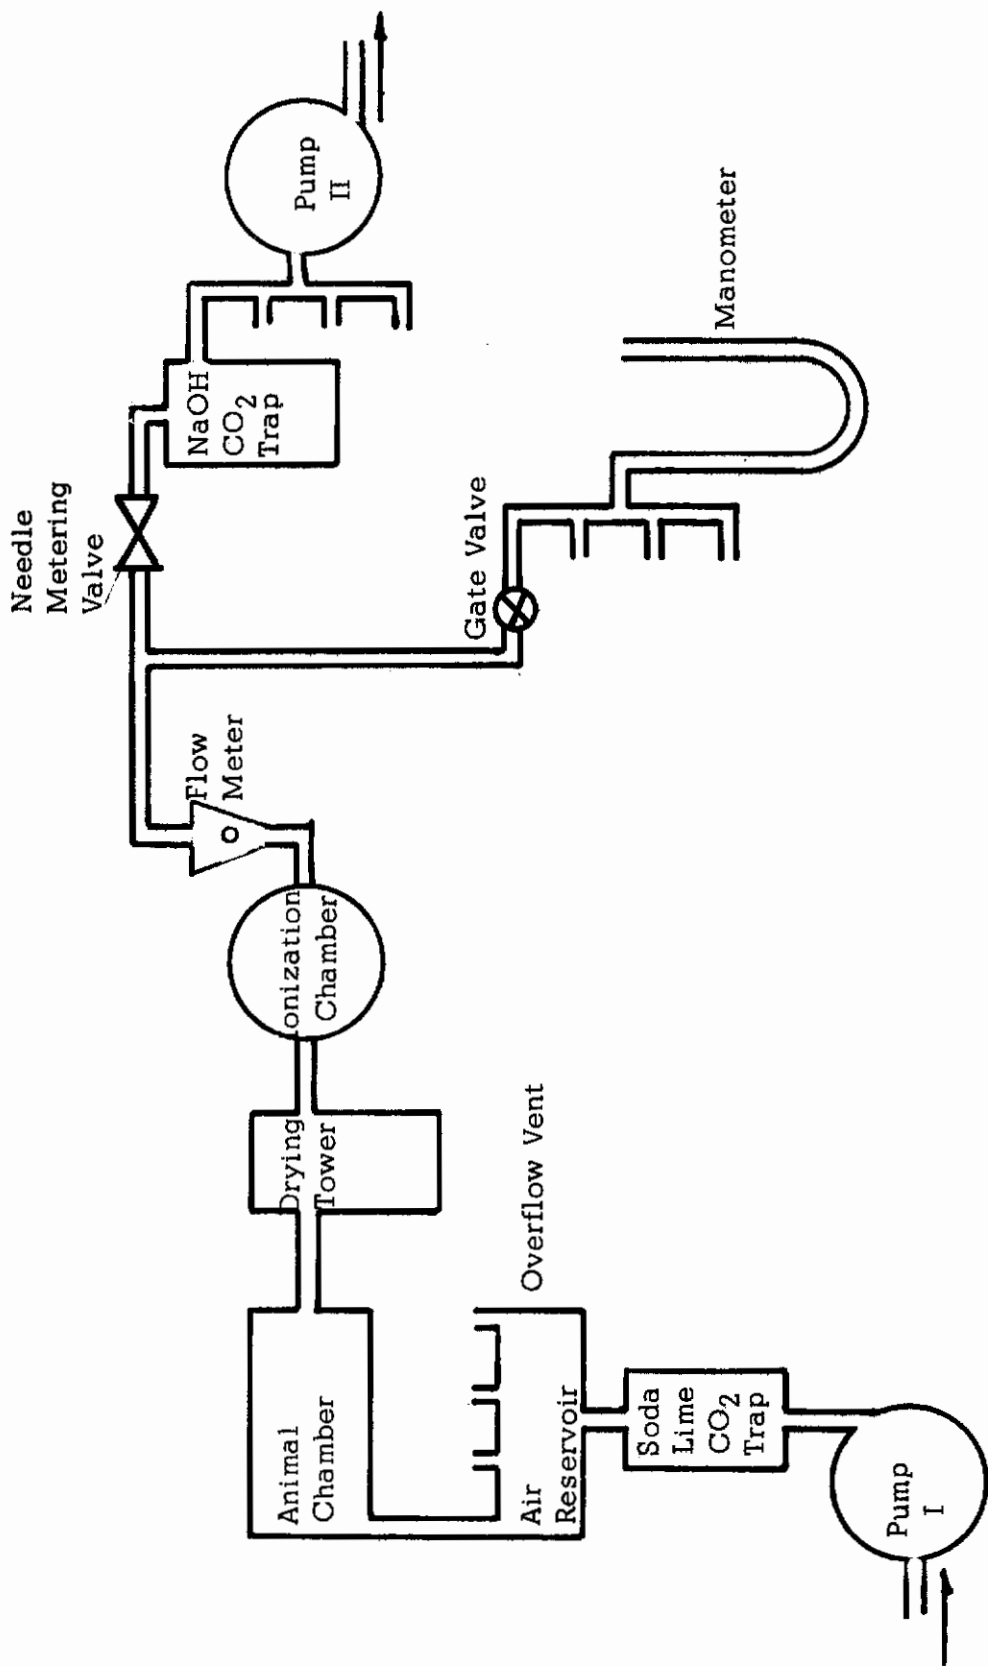 Pump
II
NaOH
CO2
Trap
Needle
Metering
Valve
Manometer
Gate Valve
Flow
Meter
Ionization
Chamber
Drying
Tower
Overflow Vent
Animal
Chamber
Air
Reservoir
Soda
Lime
CO2
Trap
Pump
I